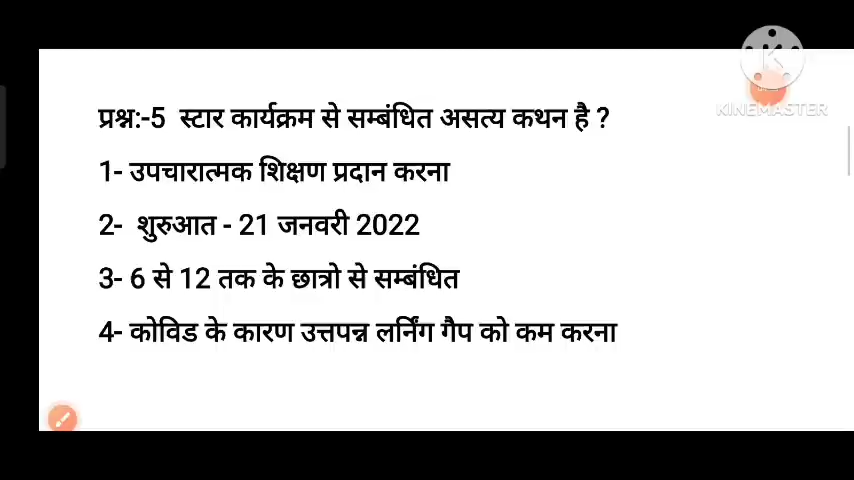 KINEMASTER
प्रश्न:-5 स्टार कार्यक्रम से सम्बंधित असत्य कथन है ?
1- उपचारात्मक शिक्षण प्रदान करना
2- शुरुआत - 21 जनवरी 2022
3- 6 से 12 तक के छात्रो से सम्बंधित
4- कोविड के कारण उत्तपन्न लर्निंग गैप को कम करना